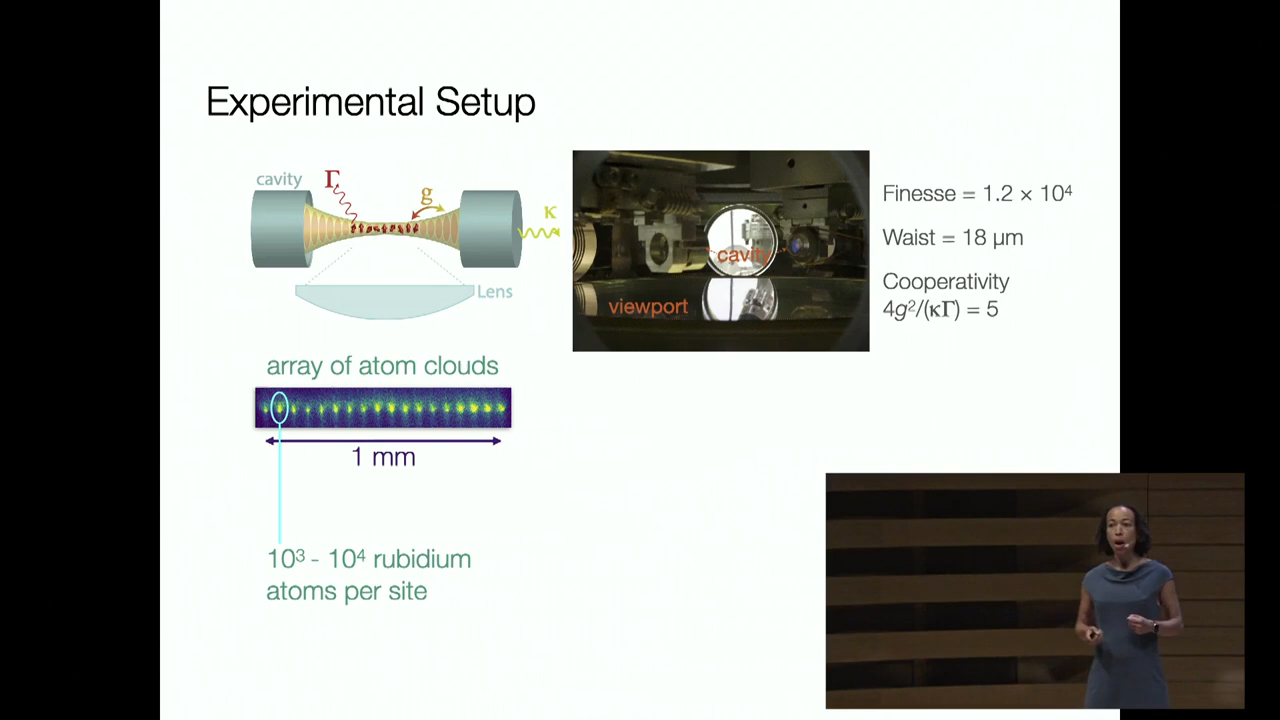 Experimental Setup
cavity
Γ
g
κ
Lens
cavity
viewport
Finesse = 1.2 × 10⁴
Waist = 18 μm
Cooperativity
4g²/(κΓ) = 5
array of atom clouds
1 mm
10³ - 10⁴ rubidium
atoms per site